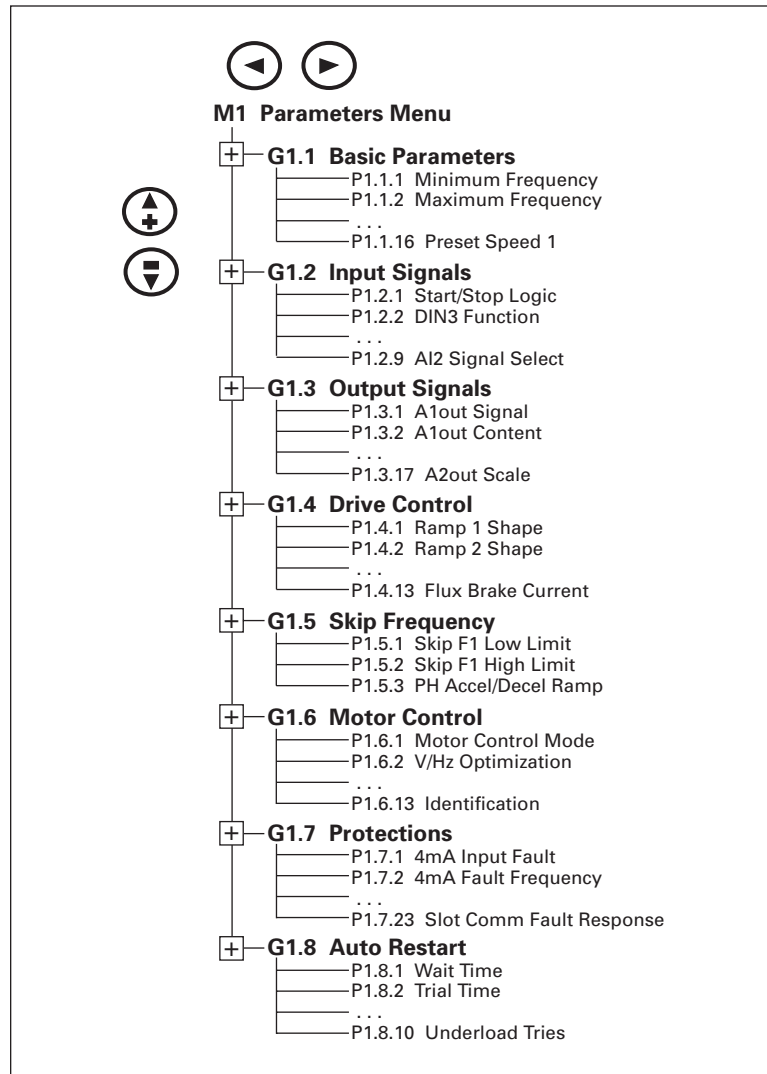 M1 Parameters Menu
G1.1 Basic Parameters
P1.1.1 Minimum Frequency
P1.1.2 Maximum Frequency
. . .
P1.1.16 Preset Speed 1
G1.2 Input Signals
P1.2.1 Start/Stop Logic
P1.2.2 DIN3 Function
. . .
P1.2.9 AI2 Signal Select
G1.3 Output Signals
P1.3.1 A1out Signal
P1.3.2 A1out Content
. . .
P1.3.17 A2out Scale
G1.4 Drive Control
P1.4.1 Ramp 1 Shape
P1.4.2 Ramp 2 Shape
. . .
P1.4.13 Flux Brake Current
G1.5 Skip Frequency
P1.5.1 Skip F1 Low Limit
P1.5.2 Skip F1 High Limit
P1.5.3 PH Accel/Decel Ramp
G1.6 Motor Control
P1.6.1 Motor Control Mode
P1.6.2 V/Hz Optimization
. . .
P1.6.13 Identification
G1.7 Protections
P1.7.1 4mA Input Fault
P1.7.2 4mA Fault Frequency
. . .
P1.7.23 Slot Comm Fault Response
G1.8 Auto Restart
P1.8.1 Wait Time
P1.8.2 Trial Time
. . .
P1.8.10 Underload Tries